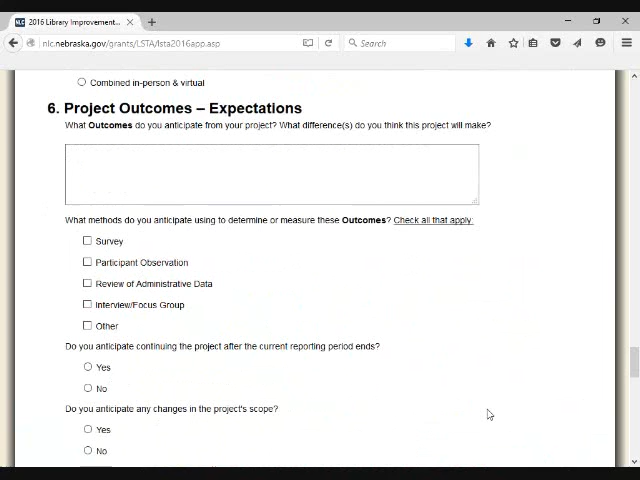 2016 Library Improvement...
nlc.nebraska.gov/grants/LSTA/lsta2016app.asp
Search
Combined in-person & virtual
6. Project Outcomes – Expectations
What Outcomes do you anticipate from your project? What difference(s) do you think this project will make?
What methods do you anticipate using to determine or measure these Outcomes? Check all that apply:
Survey
Participant Observation
Review of Administrative Data
Interview/Focus Group
Other
Do you anticipate continuing the project after the current reporting period ends?
Yes
No
Do you anticipate any changes in the project's scope?
Yes
No